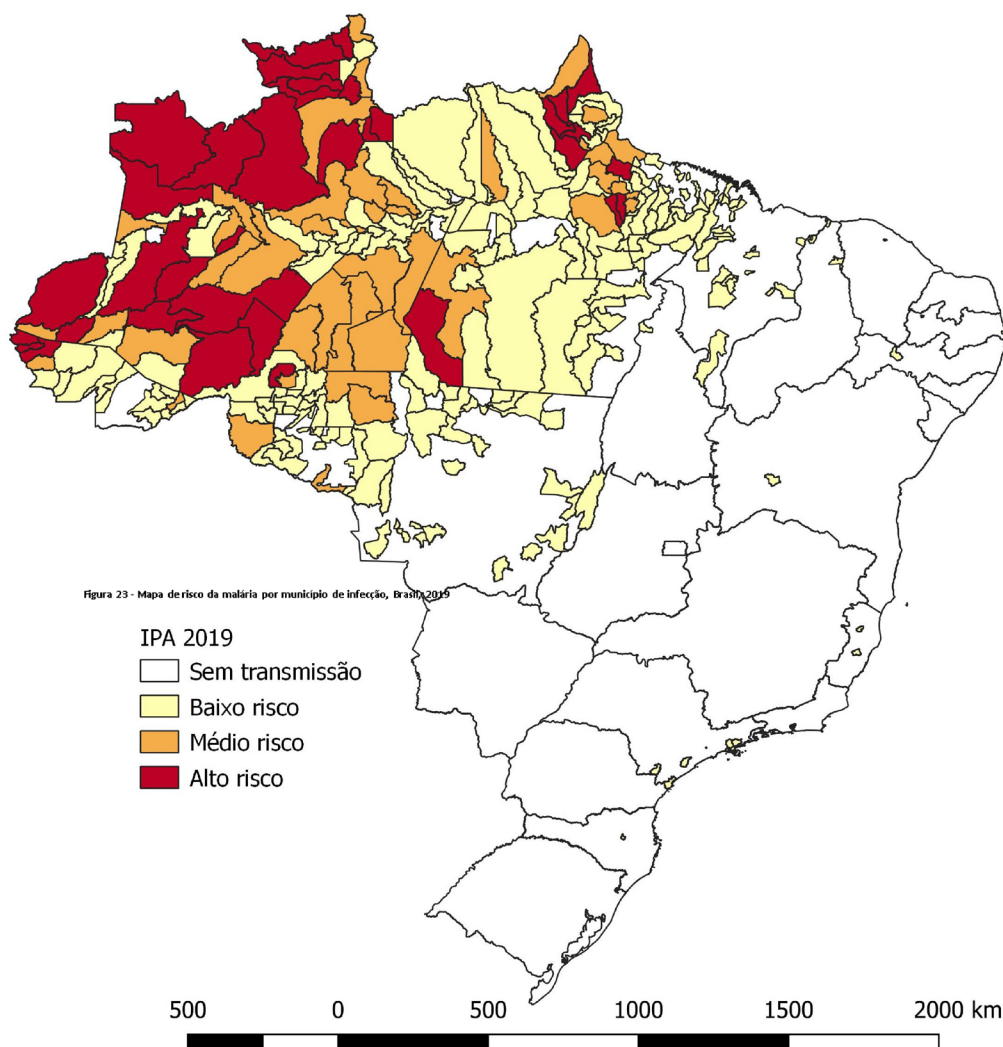 Figura 23 - Mapa de risco da malária por município de infecção, Brasil, 2019
IPA 2019
Sem transmissão
Baixo risco
Médio risco
Alto risco
500 0 500 1000 1500 2000 km